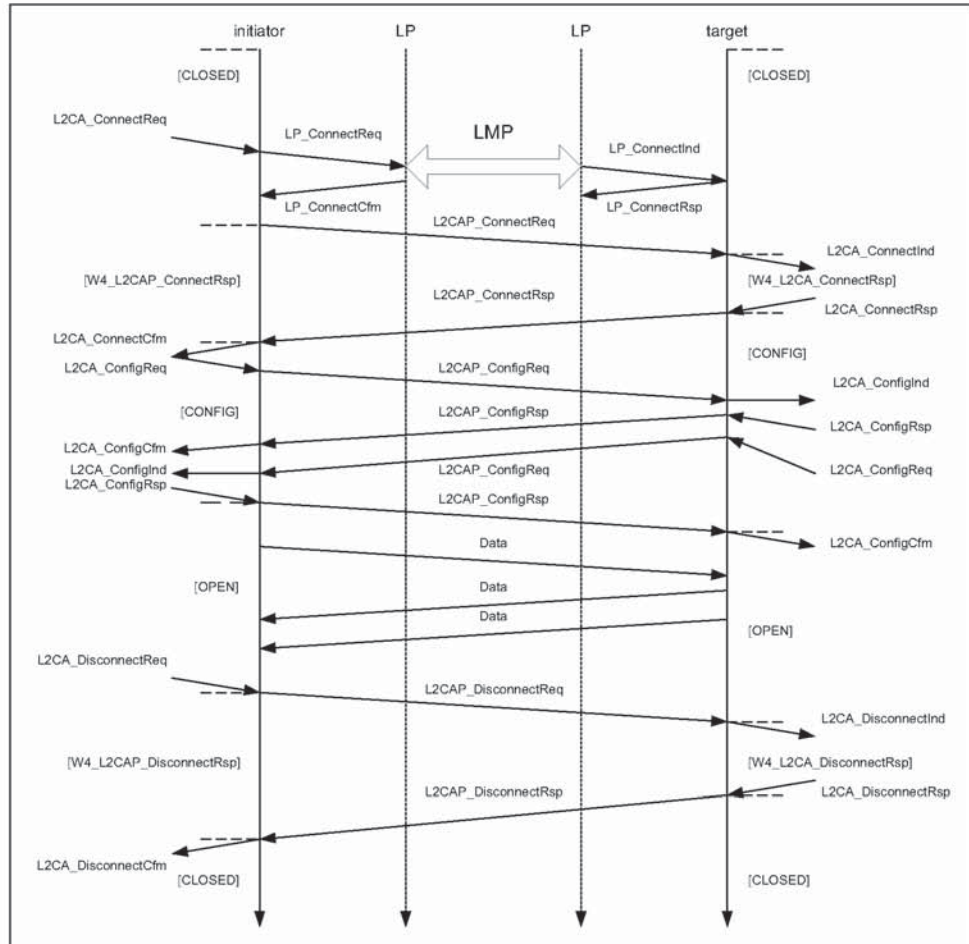 initiator LP LP target
[CLOSED] [CLOSED]
L2CA_ConnectReq
LP_ConnectReq LMP LP_ConnectInd
LP_ConnectCfm LP_ConnectRsp
L2CAP_ConnectReq
L2CA_ConnectInd
[W4_L2CAP_ConnectRsp] [W4_L2CA_ConnectRsp]
L2CAP_ConnectRsp
L2CA_ConnectRsp
L2CA_ConnectCfm
[CONFIG]
L2CA_ConfigReq L2CAP_ConfigReq
L2CA_ConfigInd
[CONFIG] L2CAP_ConfigRsp
L2CA_ConfigRsp
L2CA_ConfigCfm
L2CA_ConfigInd L2CAP_ConfigReq L2CA_ConfigReq
L2CA_ConfigRsp
L2CAP_ConfigRsp
Data L2CA_ConfigCfm
[OPEN] Data
Data
[OPEN]
L2CA_DisconnectReq
L2CAP_DisconnectReq
L2CA_DisconnectInd
[W4_L2CAP_DisconnectRsp] [W4_L2CA_DisconnectRsp]
L2CAP_DisconnectRsp L2CA_DisconnectRsp
L2CA_DisconnectCfm
[CLOSED] [CLOSED]